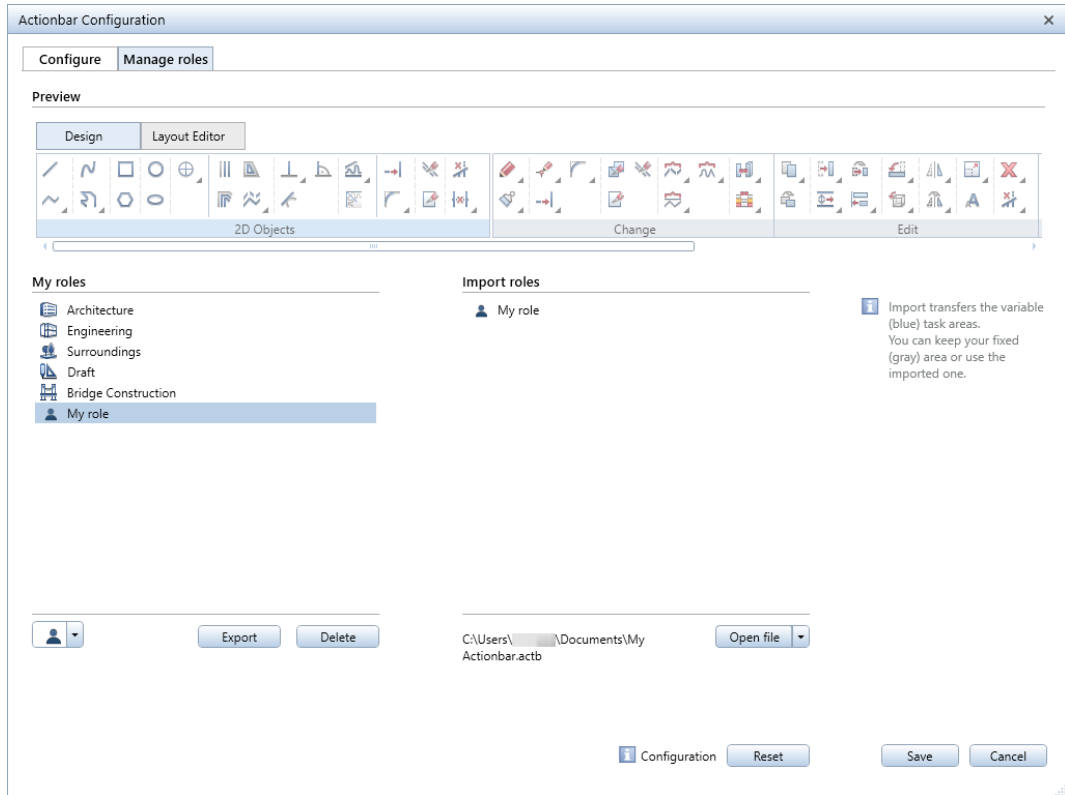 Actionbar Configuration
Configure
Manage roles
Preview
Design
Layout Editor
2D Objects
Change
Edit
My roles
Architecture
Engineering
Surroundings
Draft
Bridge Construction
My role
Export
Delete
Import roles
My role
C:\Users\ \Documents\My
Actionbar.actb
Open file
Import transfers the variable
(blue) task areas.
You can keep your fixed
(gray) area or use the
imported one.
Configuration
Reset
Save
Cancel